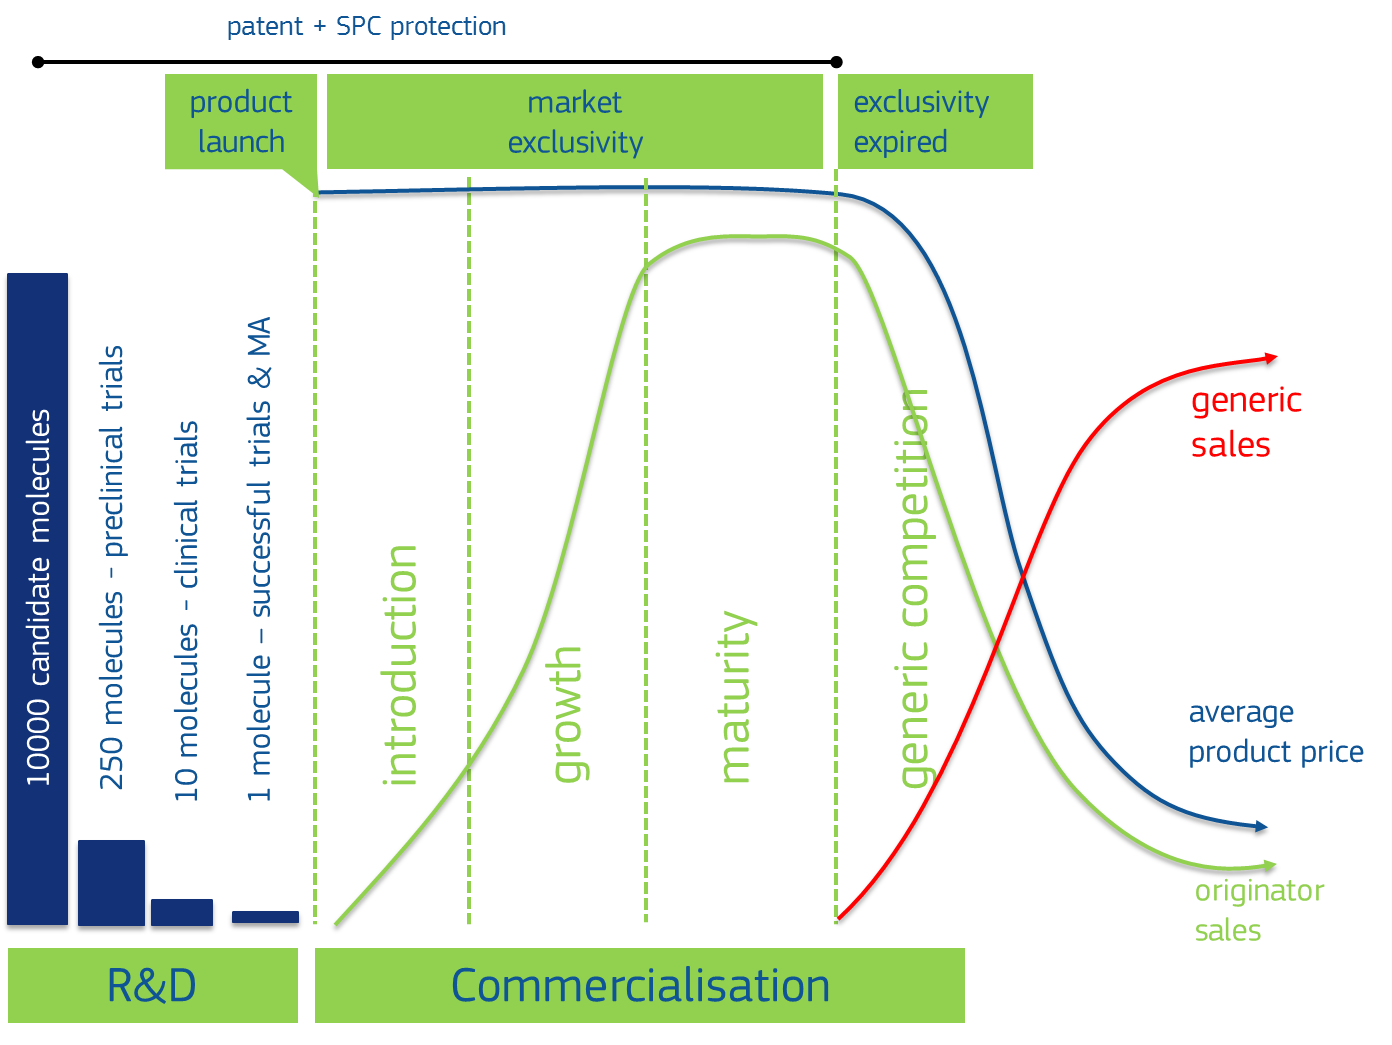 patent + SPC protection
product
launch
market
exclusivity
exclusivity
expired
10000 candidate molecules
250 molecules - preclinical trials
10 molecules - clinical trials
1 molecule – successful trials & MA
introduction
growth
maturity
generic competition
generic
sales
average
product price
originator
sales
R&D
Commercialisation